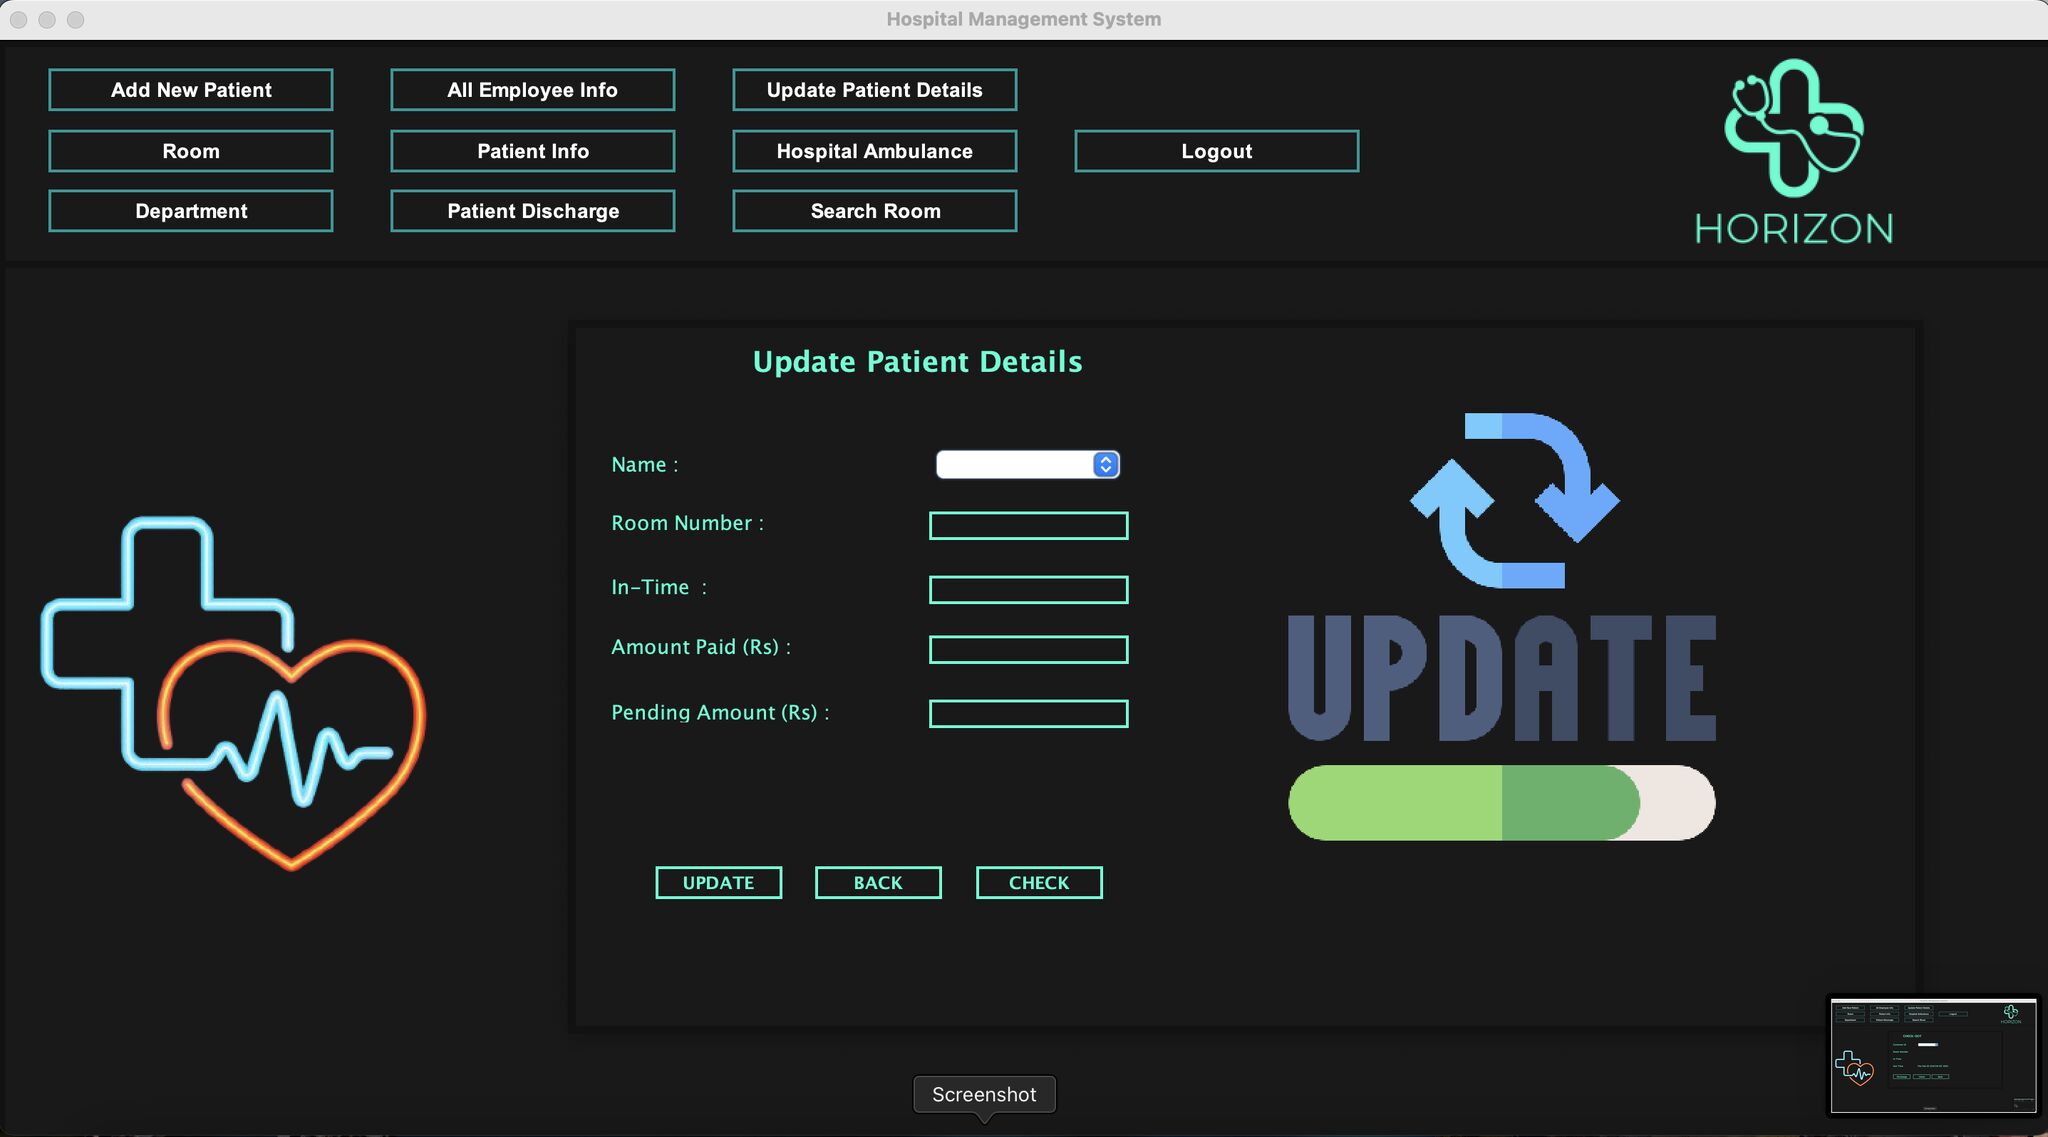 Hospital Management System
Add New Patient
All Employee Info
Update Patient Details
Room
Patient Info
Hospital Ambulance
Logout
Department
Patient Discharge
Search Room
HORIZON
Update Patient Details
Name :
Room Number :
In-Time :
Amount Paid (Rs) :
Pending Amount (Rs) :
UPDATE
UPDATE
BACK
CHECK
Screenshot
HORIZON